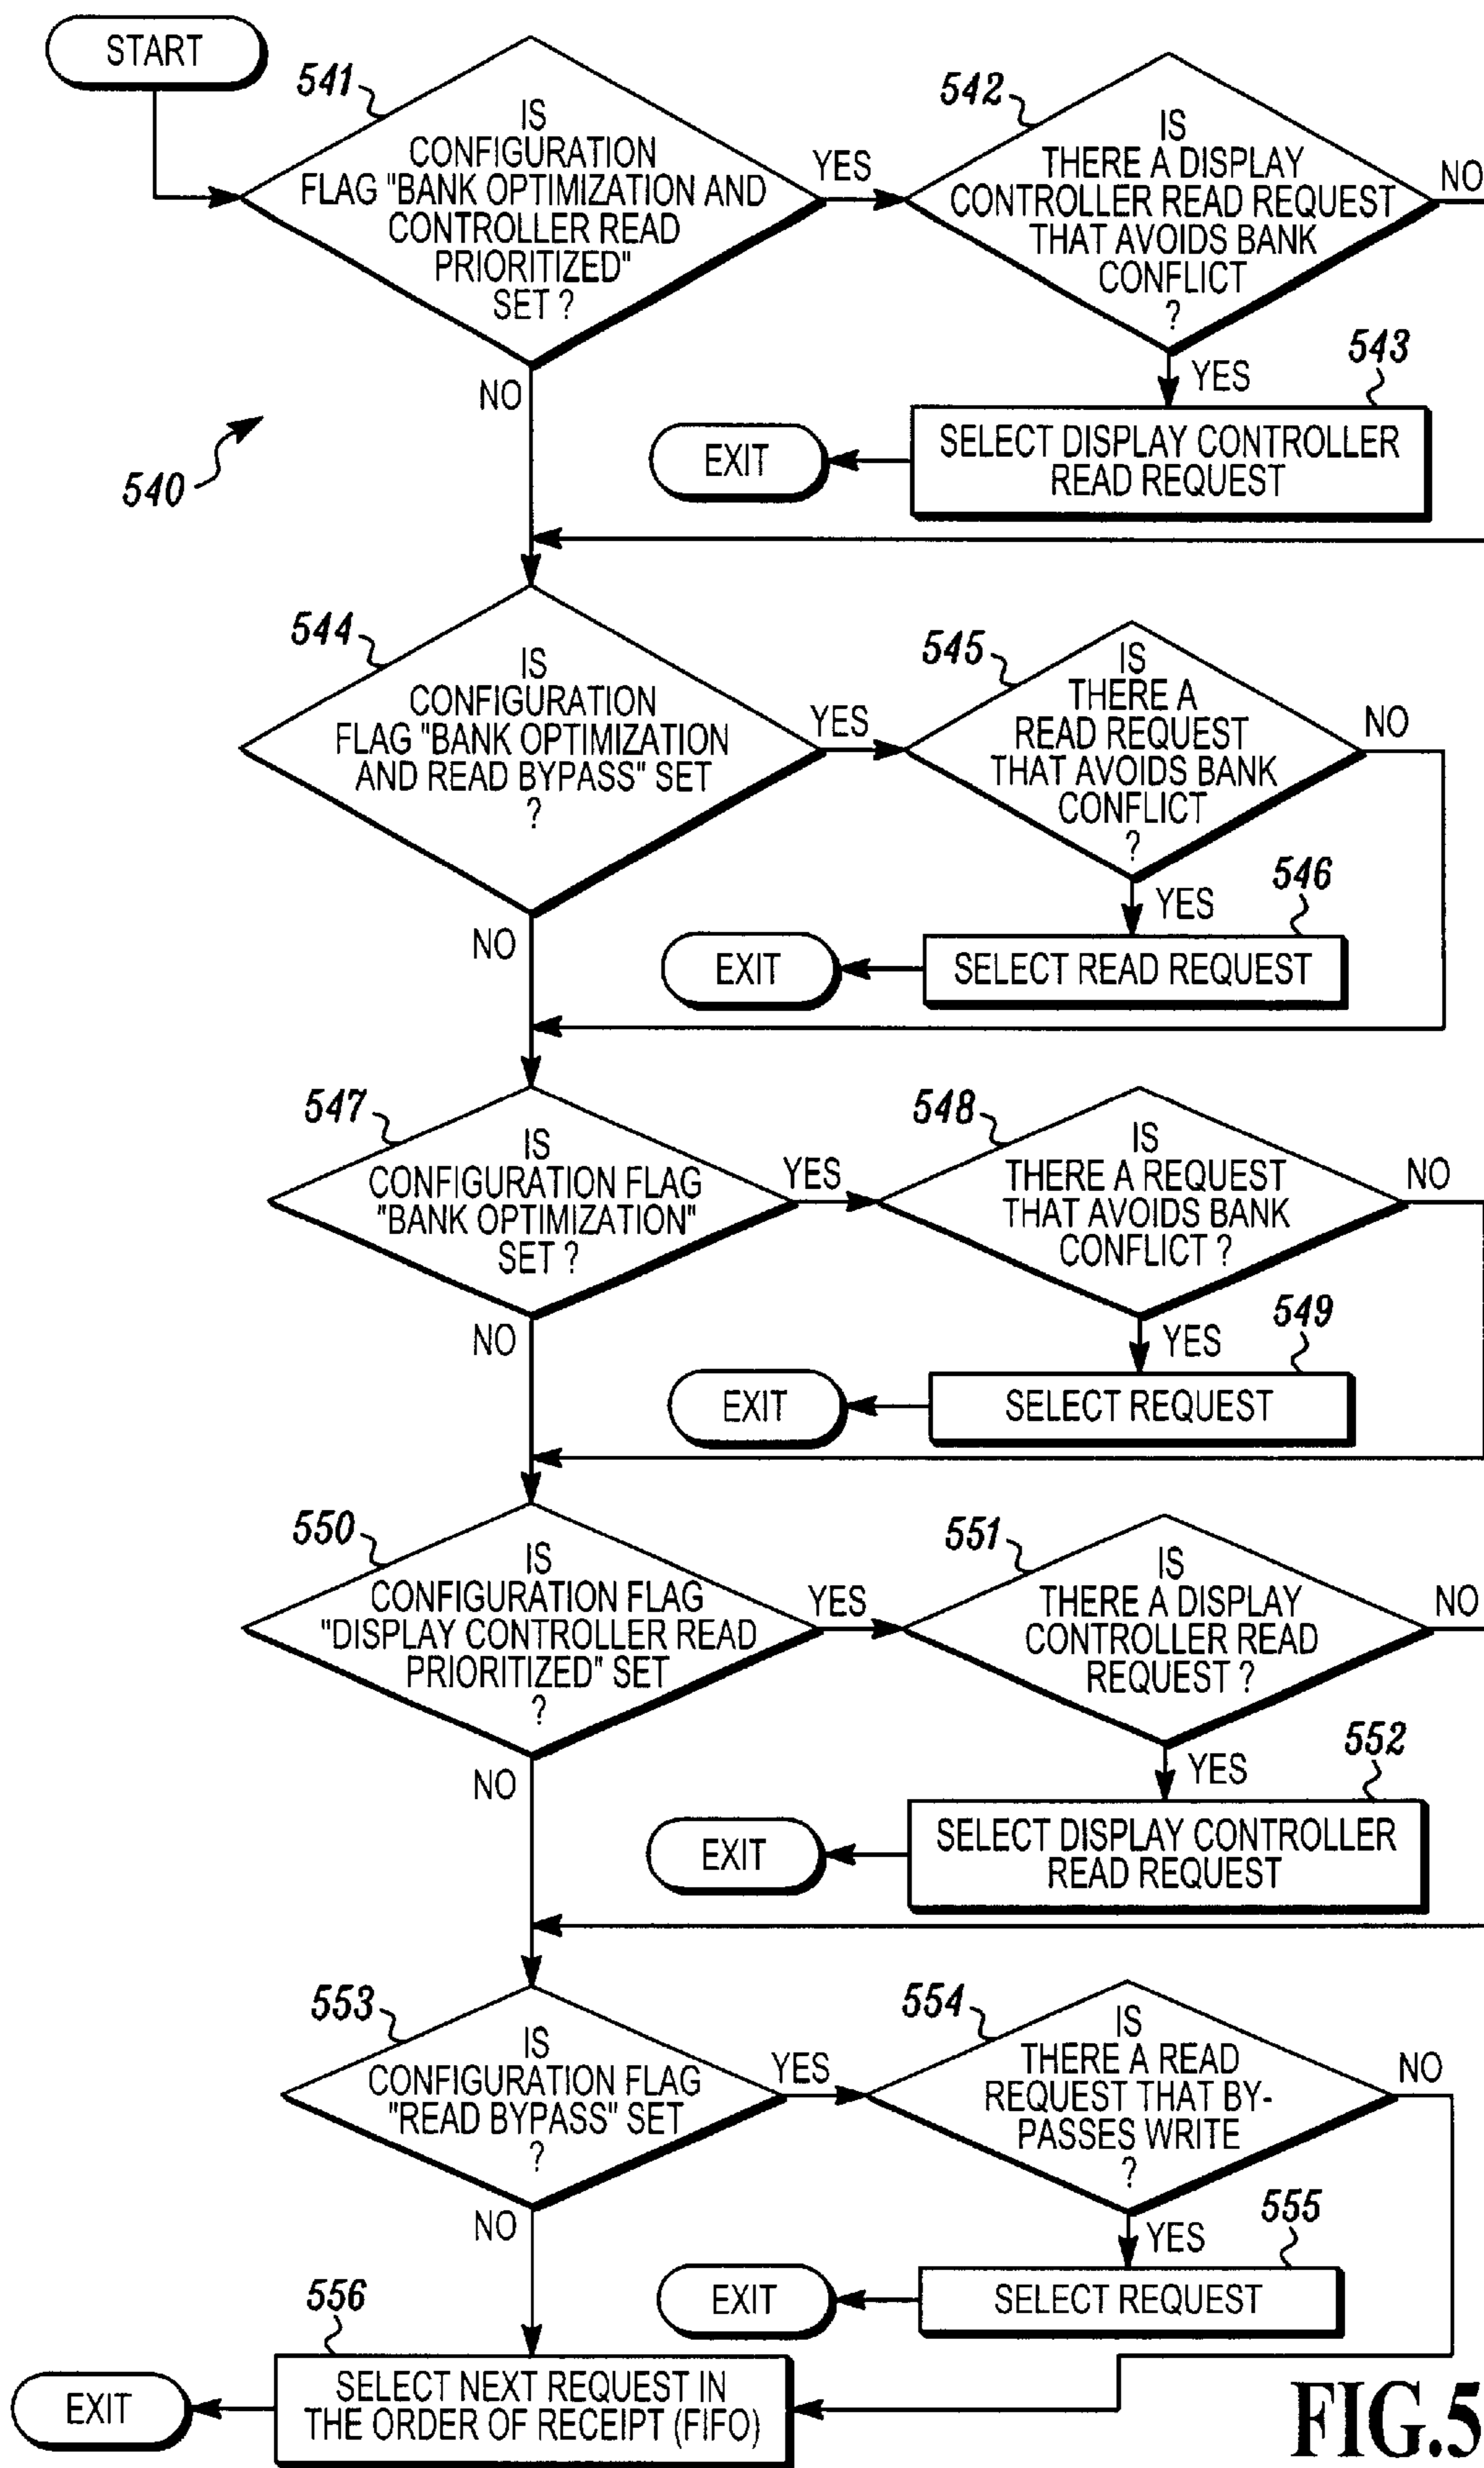 START
541
IS
CONFIGURATION
FLAG "BANK OPTIMIZATION AND
CONTROLLER READ
PRIORITIZED"
SET ?
YES
NO
542
IS
THERE A DISPLAY
CONTROLLER READ REQUEST
THAT AVOIDS BANK
CONFLICT
?
NO
YES
543
SELECT DISPLAY CONTROLLER
READ REQUEST
EXIT
540
544
IS
CONFIGURATION
FLAG "BANK OPTIMIZATION
AND READ BYPASS" SET
?
YES
NO
545
IS
THERE A
READ REQUEST
THAT AVOIDS BANK
CONFLICT
?
NO
YES
546
SELECT READ REQUEST
EXIT
547
IS
CONFIGURATION FLAG
"BANK OPTIMIZATION"
SET ?
YES
NO
548
IS
THERE A REQUEST
THAT AVOIDS BANK
CONFLICT ?
NO
YES
549
SELECT REQUEST
EXIT
550
IS
CONFIGURATION FLAG
"DISPLAY CONTROLLER READ
PRIORITIZED" SET
?
YES
NO
551
IS
THERE A DISPLAY
CONTROLLER READ
REQUEST ?
NO
YES
552
SELECT DISPLAY CONTROLLER
READ REQUEST
EXIT
553
IS
CONFIGURATION FLAG
"READ BYPASS" SET
?
YES
NO
554
IS
THERE A READ
REQUEST THAT BY-
PASSES WRITE
?
NO
YES
555
SELECT REQUEST
EXIT
556
SELECT NEXT REQUEST IN
THE ORDER OF RECEIPT (FIFO)
EXIT
FIG.5